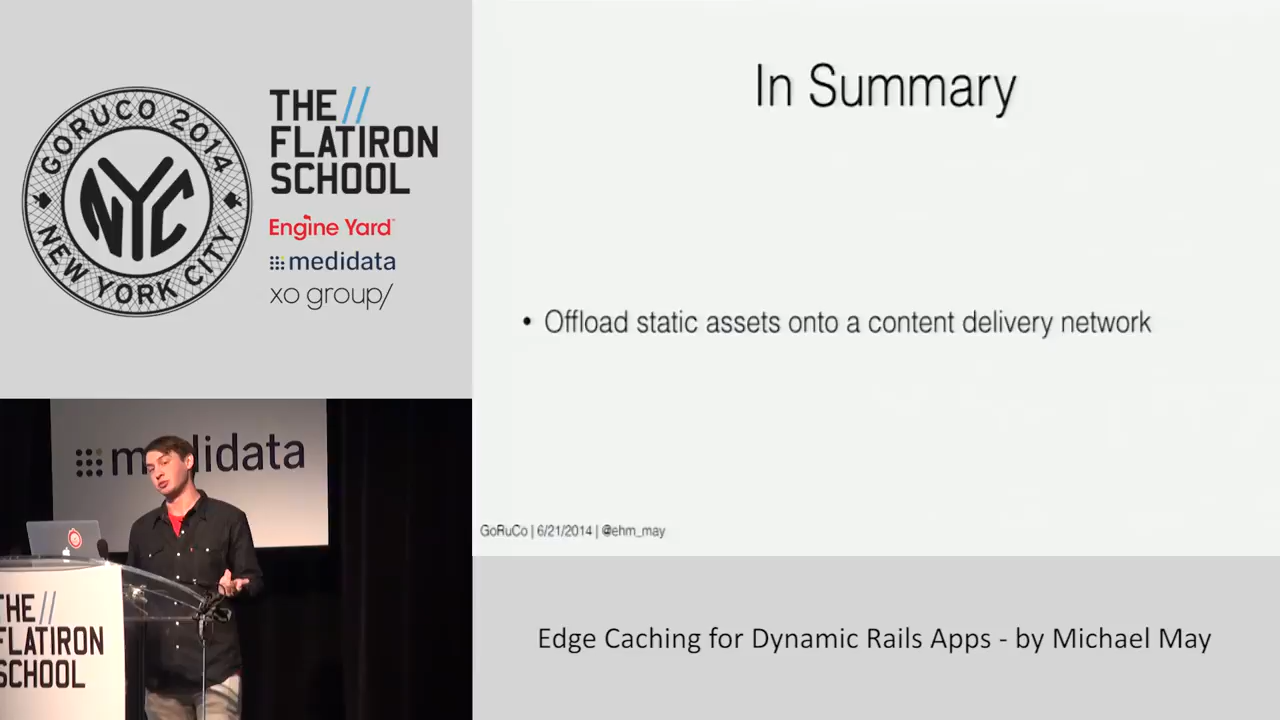 GORUCO 2014
NYC
NEW YORK CITY
THE//
FLATIRON
SCHOOL
Engine Yard
medidata
xo group/
In Summary
• Offload static assets onto a content delivery network
GoRuCo | 6/21/2014 | @ehm_may
medidata
THE//
FLATIRON
SCHOOL
Edge Caching for Dynamic Rails Apps - by Michael May